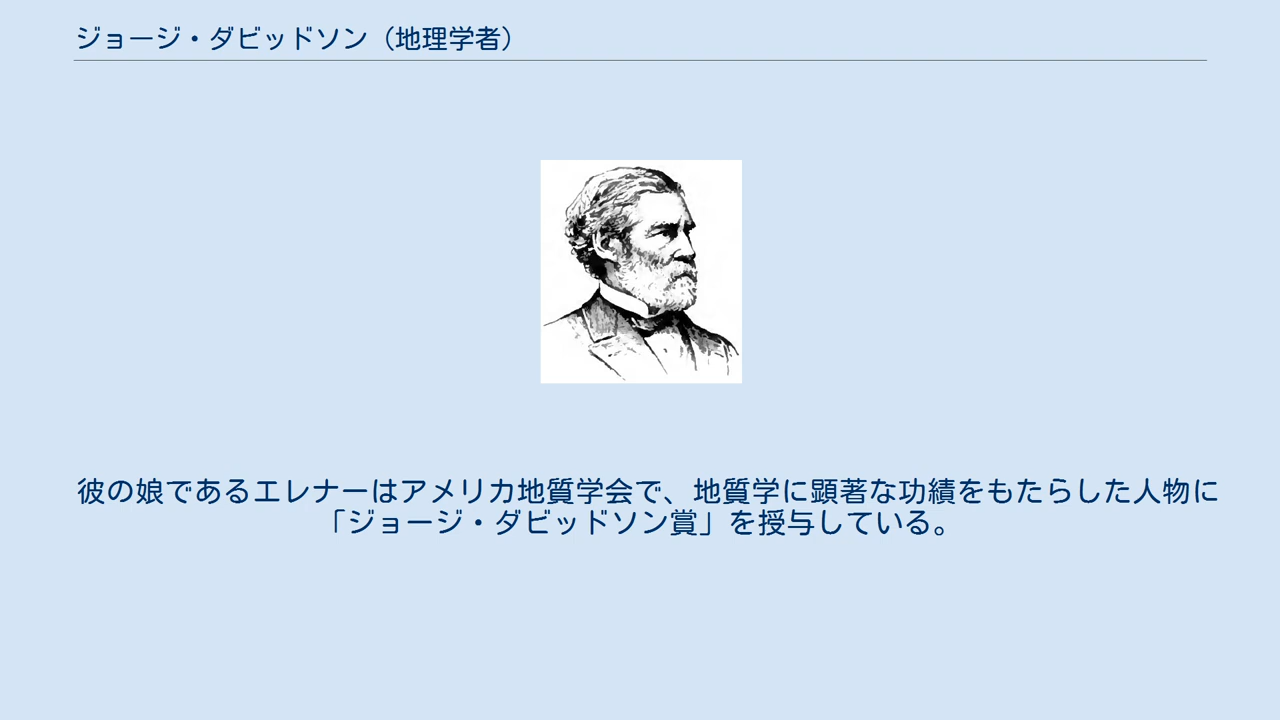 ジョージ・ダビッドソン（地理学者）
彼の娘であるエレナーはアメリカ地質学会で、地質学に顕著な功績をもたらした人物に
「ジョージ・ダビッドソン賞」を授与している。